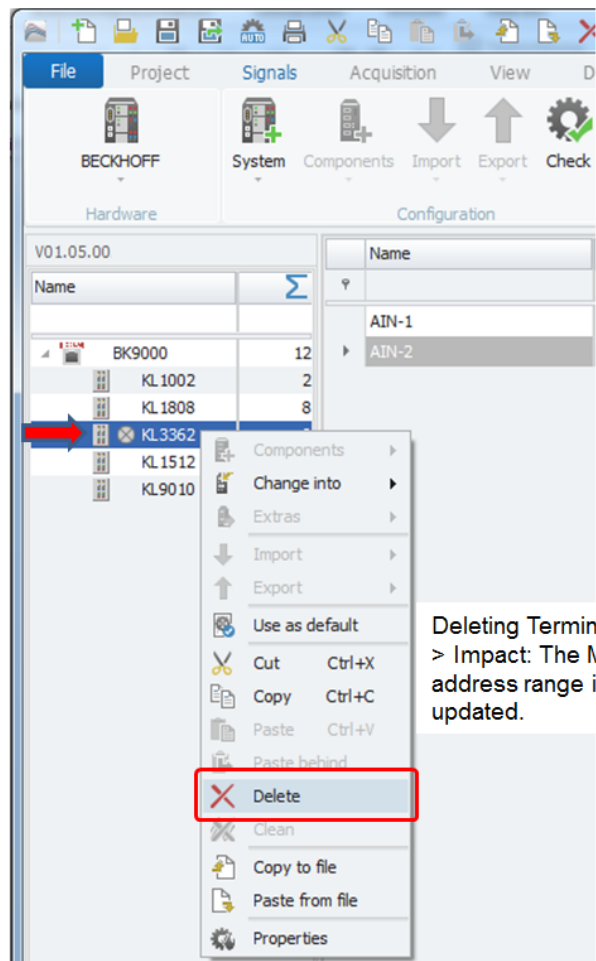 AUTO
File Project Signals Acquisition View D
BECKHOFF System Components Import Export Check
Hardware Configuration
V01.05.00
Name
Name
AIN-1
AIN-2
BK9000 12
KL1002 2
KL1808 8
KL3362
KL1512
KL9010
Components
Change into
Extras
Import
Export
Use as default
Cut Ctrl+X
Copy Ctrl+C
Paste Ctrl+V
Paste behind
Delete
Clean
Copy to file
Paste from file
Properties
Deleting Termin
> Impact: The M
address range i
updated.